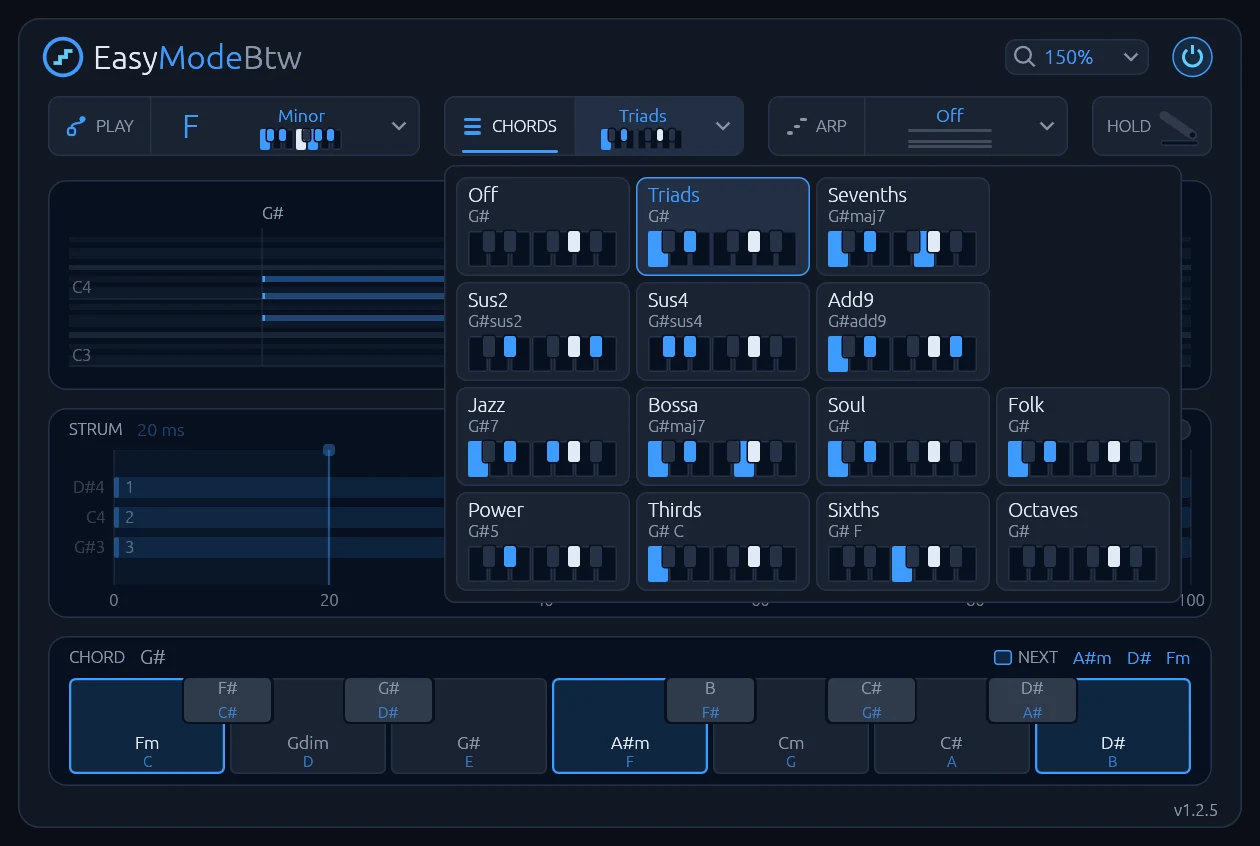 EasyModeBtw
150%
PLAY
F
Minor
CHORDS
Triads
ARP
Off
HOLD
G#
C4
C3
Off
G#
Triads
G#
Sevenths
G#maj7
Sus2
G#sus2
Sus4
G#sus4
Add9
G#add9
Jazz
G#7
Bossa
G#maj7
Soul
G#
Folk
G#
Power
G#5
Thirds
G# C
Sixths
G# F
Octaves
G#
STRUM 20 ms
D#4 1
C4 2
G#3 3
0 20 100
CHORD G#
NEXT A#m D# Fm
F# G# B C# D#
C# D# F# G# A#
Fm Gdim G# A#m Cm C# D#
C D E F G A B
v1.2.5